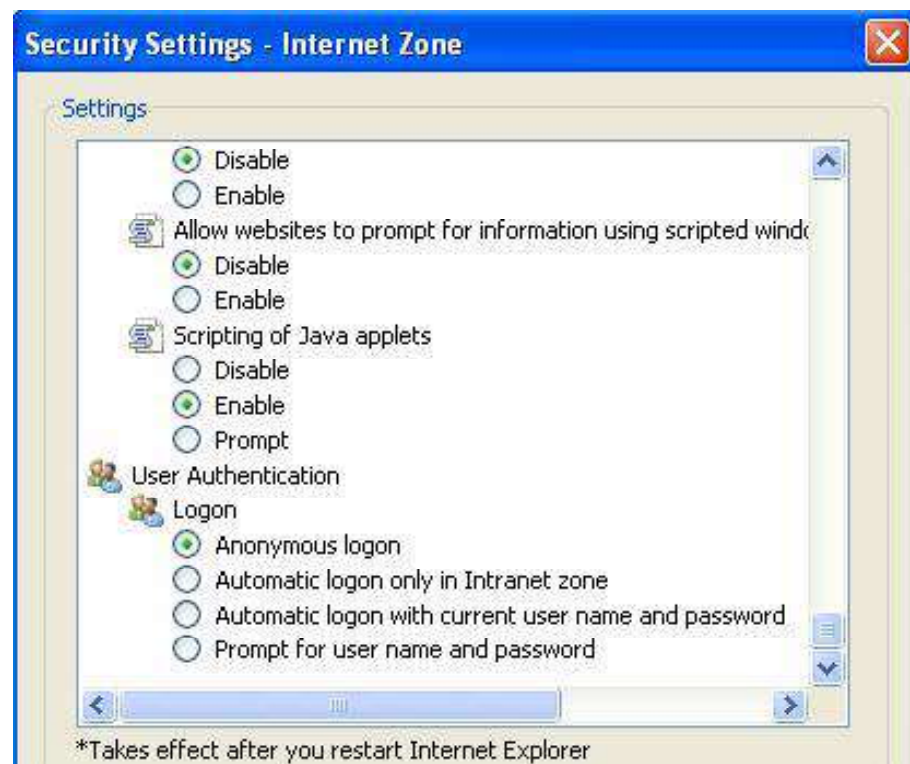 Security Settings - Internet Zone
Settings
Disable
Enable
Allow websites to prompt for information using scripted
Disable
Enable
Scripting of Java applets
Disable
Enable
Prompt
User Authentication
Logon
Anonymous logon
Automatic logon only in Intranet zone
Automatic logon with current user name and password
Prompt for user name and password
*Takes effect after you restart Internet Explorer